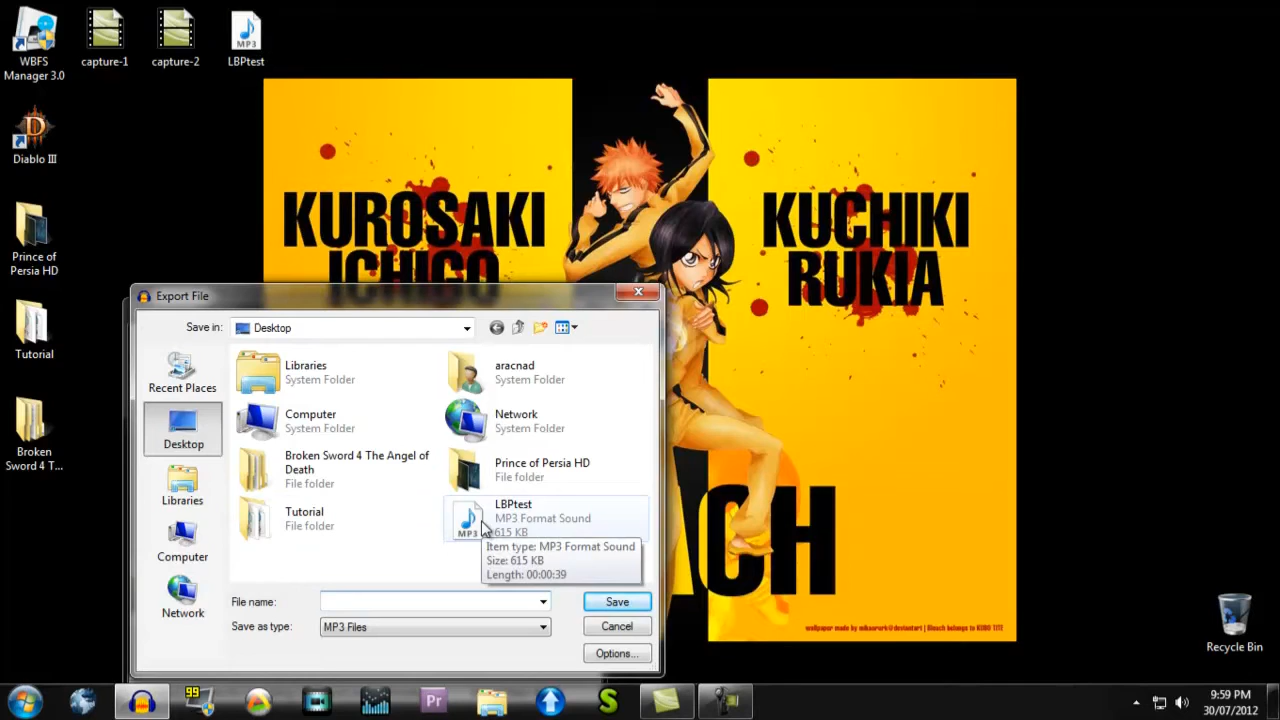 WBFS
Manager 3.0
capture-1
capture-2
MP3
LBPtest
Diablo III
Prince of
Persia HD
Tutorial
Broken
Sword 4 T...
KUROSAKI
ICHIGO
KUCHIKI
RUKIA
Export File
Save in:
Desktop
Recent Places
Desktop
Libraries
Computer
Network
Libraries
System Folder
aracnad
System Folder
Computer
System Folder
Network
System Folder
Broken Sword 4 The Angel of
Death
File folder
Prince of Persia HD
File folder
Tutorial
File folder
MP3
LBPtest
MP3 Format Sound
615 KB
Item type: MP3 Format Sound
Size: 615 KB
Length: 00:00:39
File name:
Save
Save as type:
MP3 Files
Cancel
Options...
ACH
Recycle Bin
99
Pr
S
9:59 PM
30/07/2012